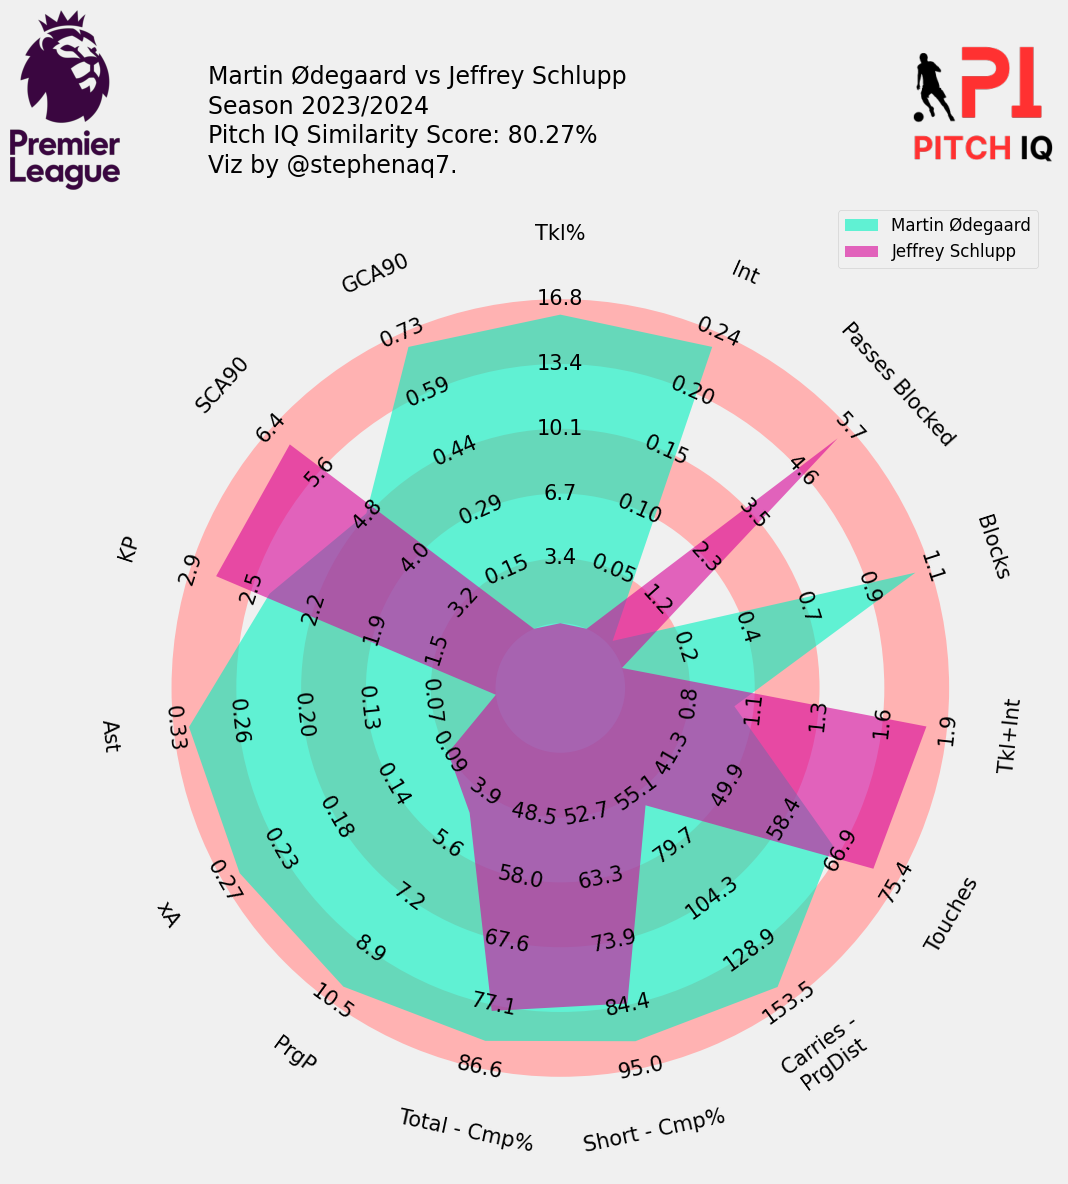 Premier
League
Martin Ødegaard vs Jeffrey Schlupp
Season 2023/2024
Pitch IQ Similarity Score: 80.27%
Viz by @stephenaq7.
PI
PITCH IQ
Martin Ødegaard
Jeffrey Schlupp
Tkl%
3.4
6.7
10.1
13.4
16.8
Int
0.05
0.10
0.15
0.20
0.24
Passes Blocked
1.2
2.3
3.5
4.6
5.7
Blocks
0.2
0.4
0.7
0.9
1.1
Tkl+Int
0.8
1.1
1.3
1.6
1.9
Touches
41.3
49.9
58.4
66.9
75.4
Carries -
PrgDist
55.1
79.7
104.3
128.9
153.5
Short - Cmp%
52.7
63.3
73.9
84.4
95.0
Total - Cmp%
48.5
58.0
67.6
77.1
86.6
PrgP
3.9
5.6
7.2
8.9
10.5
xA
0.09
0.14
0.18
0.23
0.27
Ast
0.07
0.13
0.20
0.26
0.33
KP
1.5
1.9
2.2
2.5
2.9
SCA90
3.2
4.0
4.8
5.6
6.4
GCA90
0.15
0.29
0.44
0.59
0.73